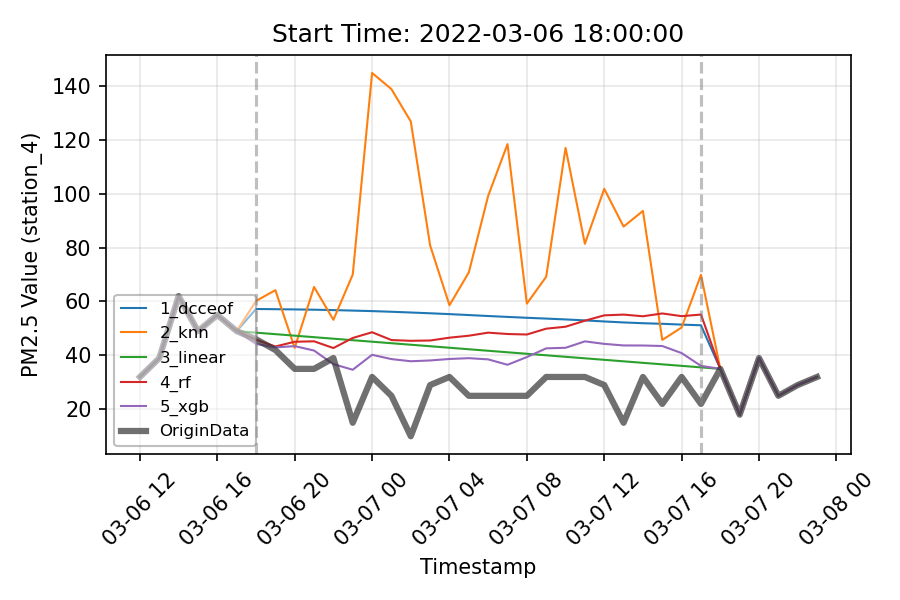 Start Time: 2022-03-06 18:00:00
PM2.5 Value (station_4)
140
120
100
80
60
40
20
1_dcceof
2_knn
3_linear
4_rf
5_xgb
OriginData
03-06 12
03-06 16
03-06 20
03-07 00
03-07 04
03-07 08
03-07 12
03-07 16
03-07 20
03-08 00
Timestamp